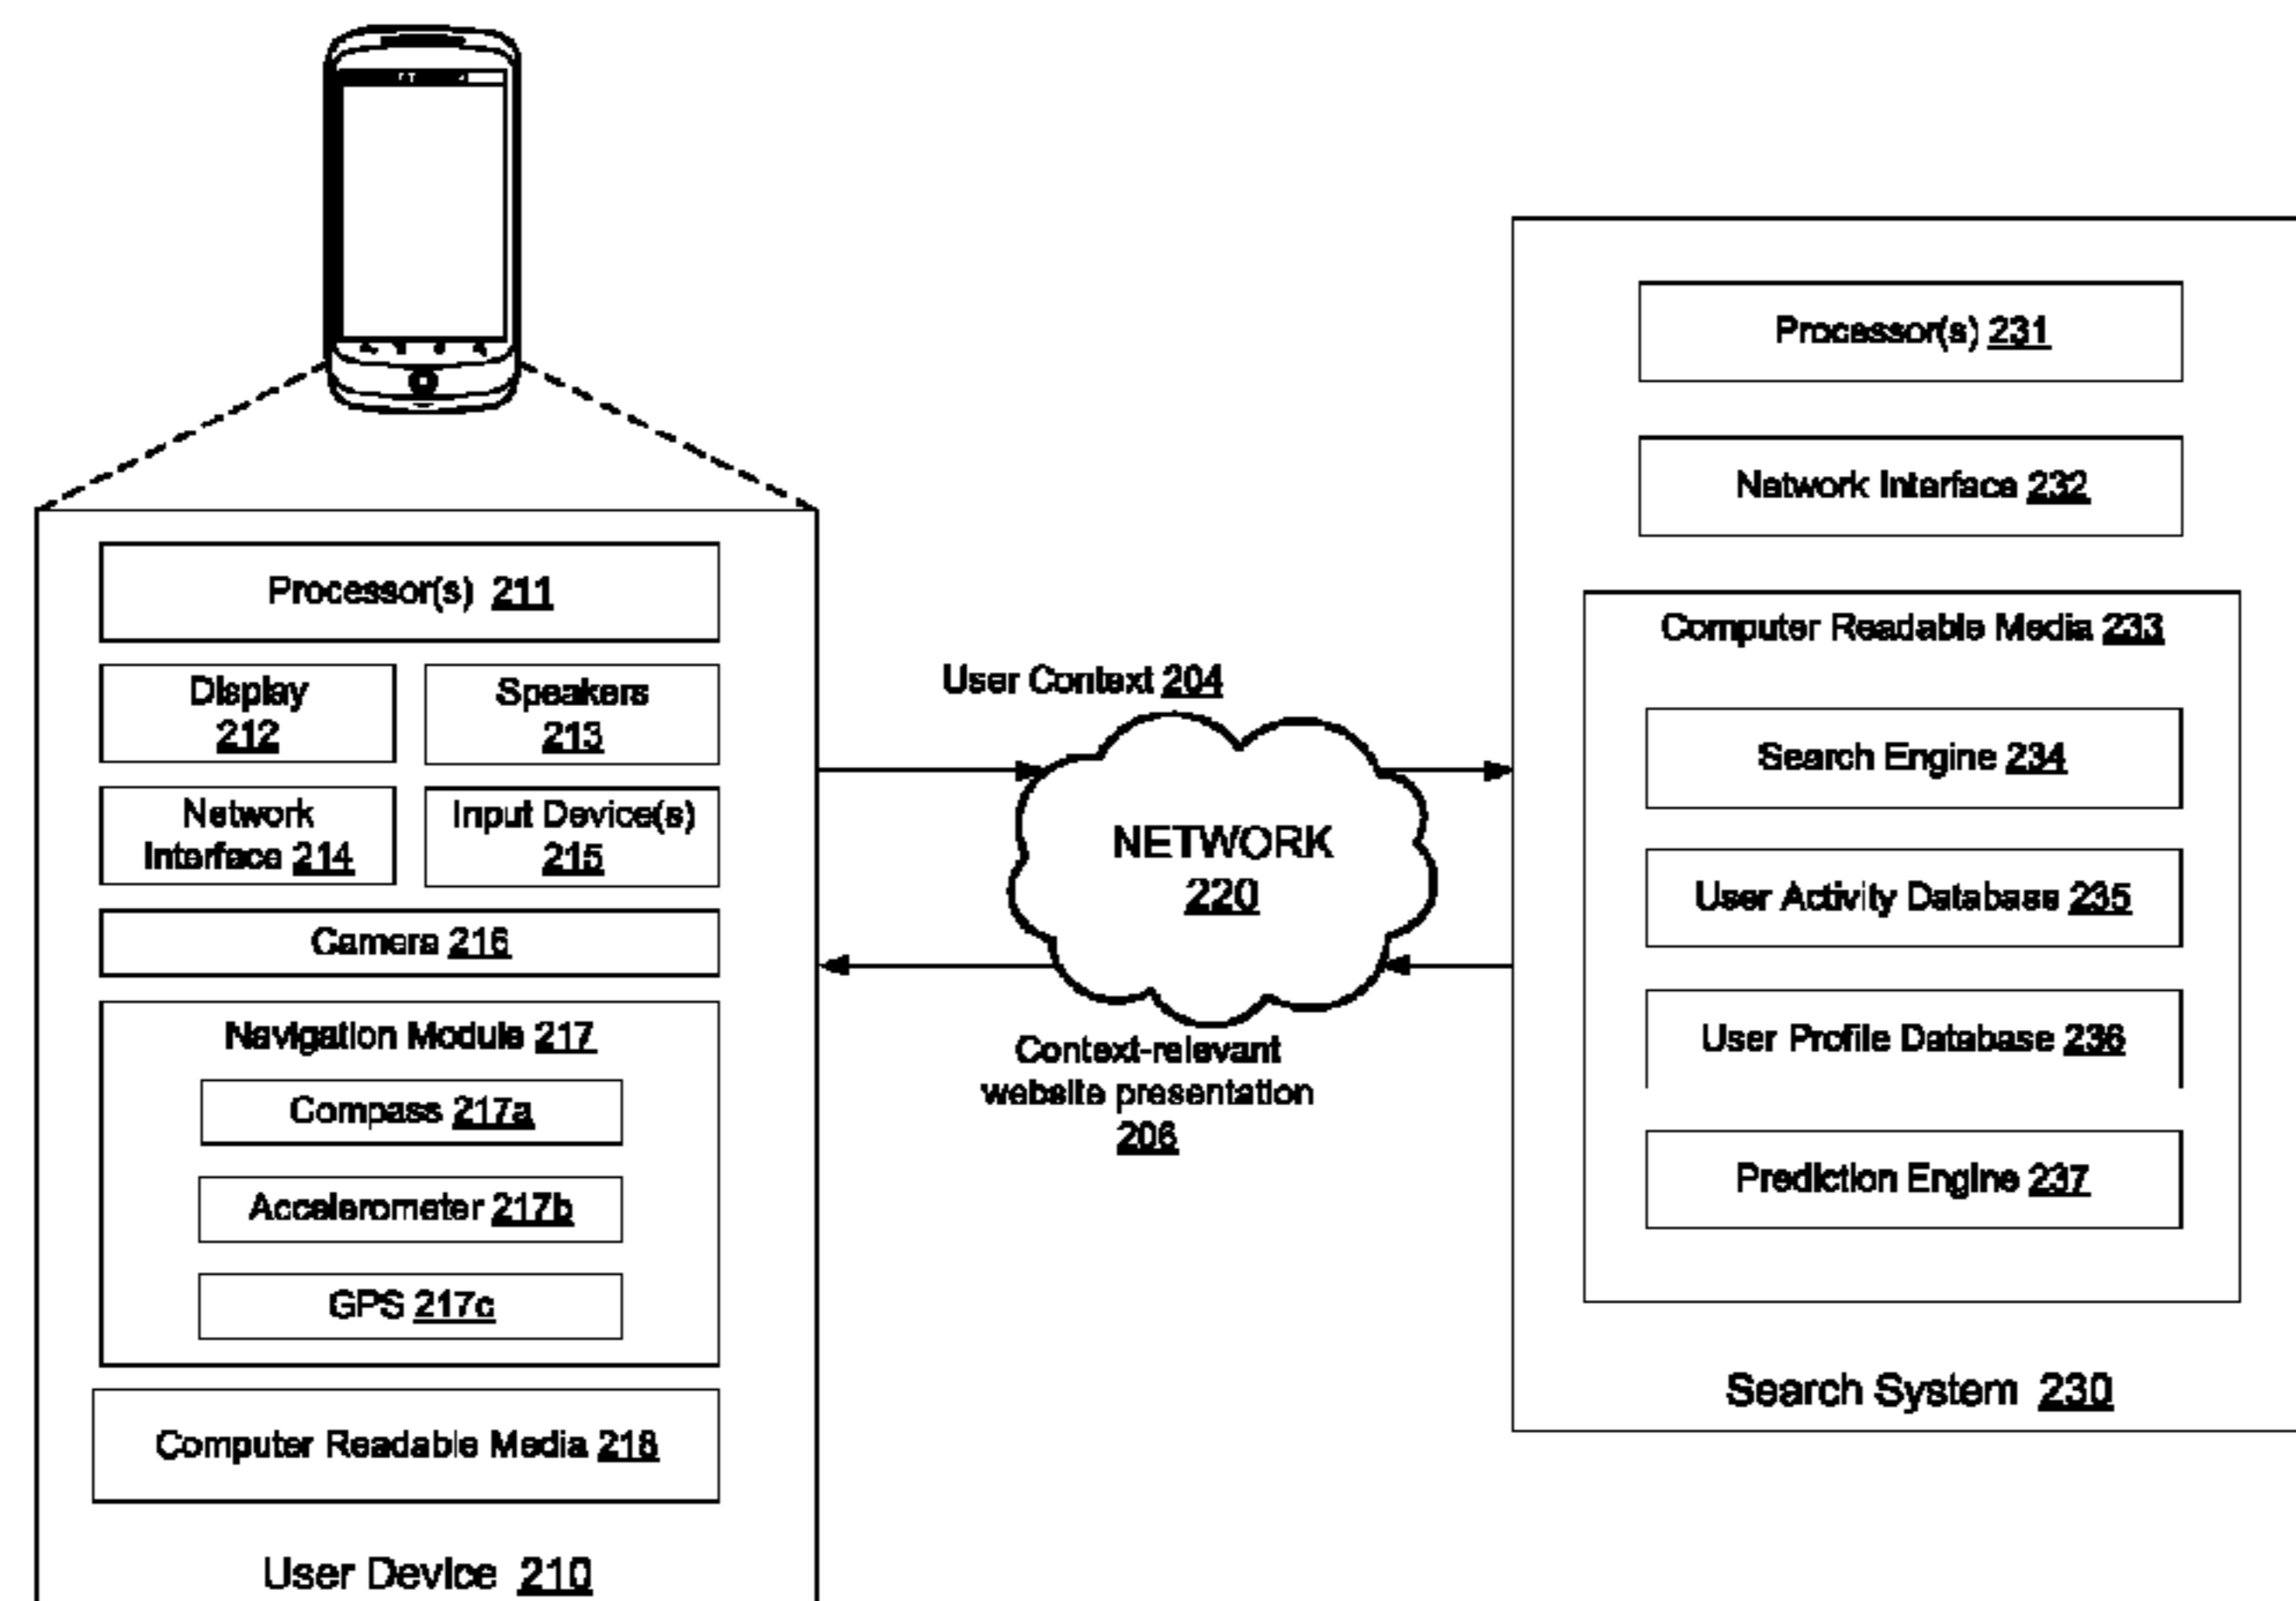 Processor(s) 211
Display
212
Speakers
213
Network
Interface 214
Input Device(s)
215
Camera 216
Navigation Module 217
Compass 217a
Accelerometer 217b
GPS 217c
Computer Readable Media 218
User Device 210
User Context 204
NETWORK
220
Context-relevant
website presentation
206
Processor(s) 231
Network Interface 232
Computer Readable Media 233
Search Engine 234
User Activity Database 235
User Profile Database 236
Prediction Engine 237
Search System 230